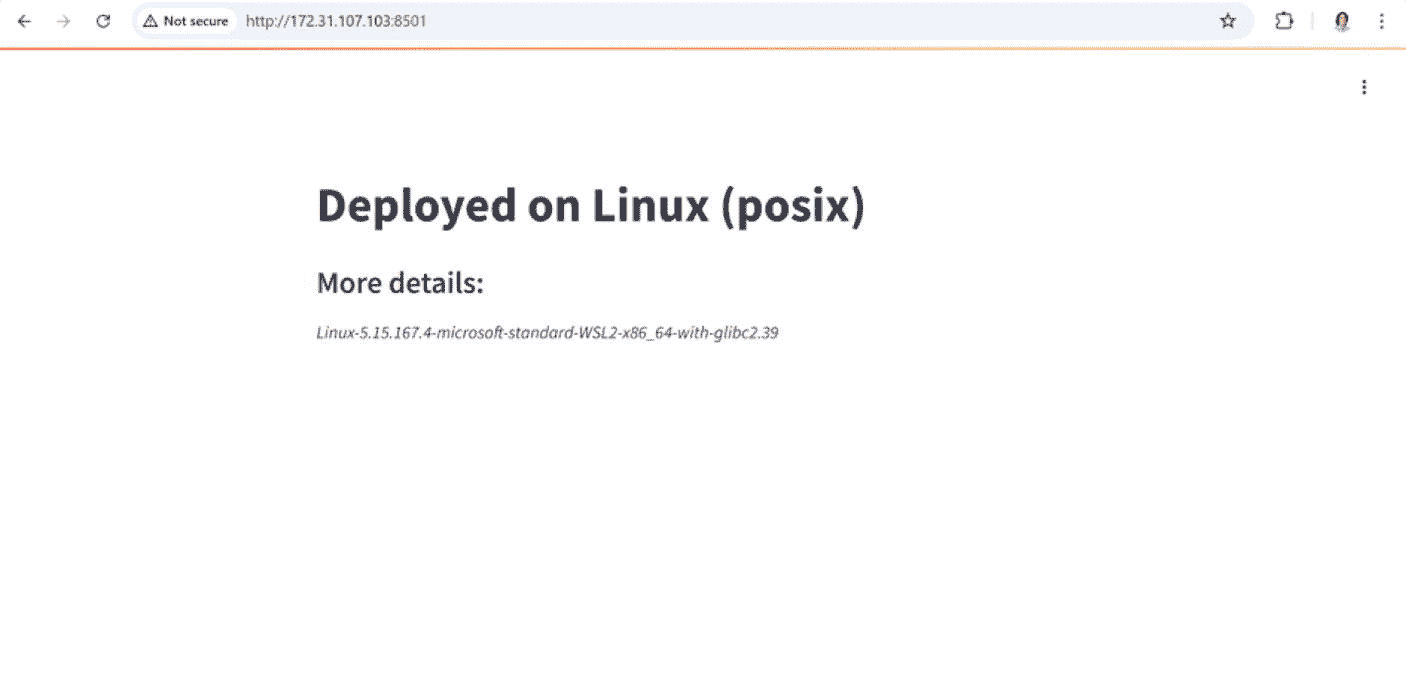 Not secure http://172.31.107.103:8501
Deployed on Linux (posix)
More details:
Linux-5.15.167.4-microsoft-standard-WSL2-x86_64-with-glibc2.39